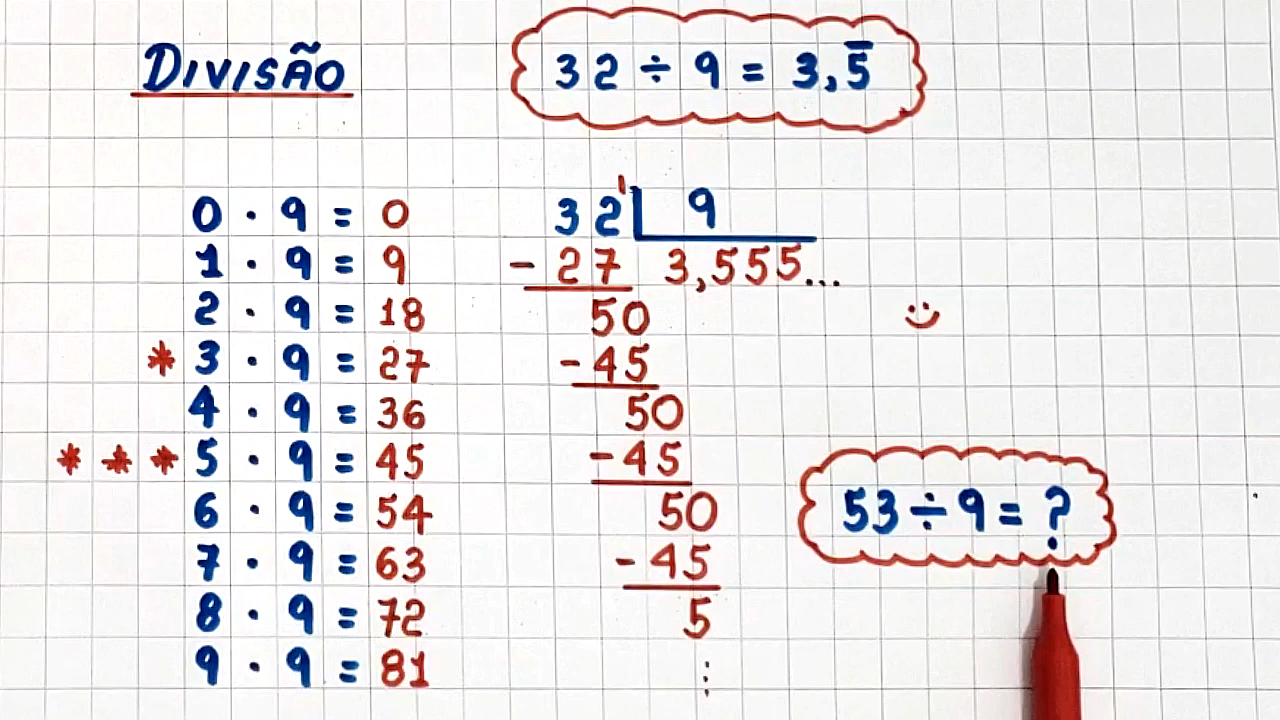 DIVISÃO
32 ÷ 9 = 3,5̅
0 · 9 = 0
1 · 9 = 9
2 · 9 = 18
* 3 · 9 = 27
4 · 9 = 36
* * * 5 · 9 = 45
6 · 9 = 54
7 · 9 = 63
8 · 9 = 72
9 · 9 = 81
32' 9
- 27 3,555...
50
- 45
50
- 45
50
- 45
5
⋮
53 ÷ 9 = ?